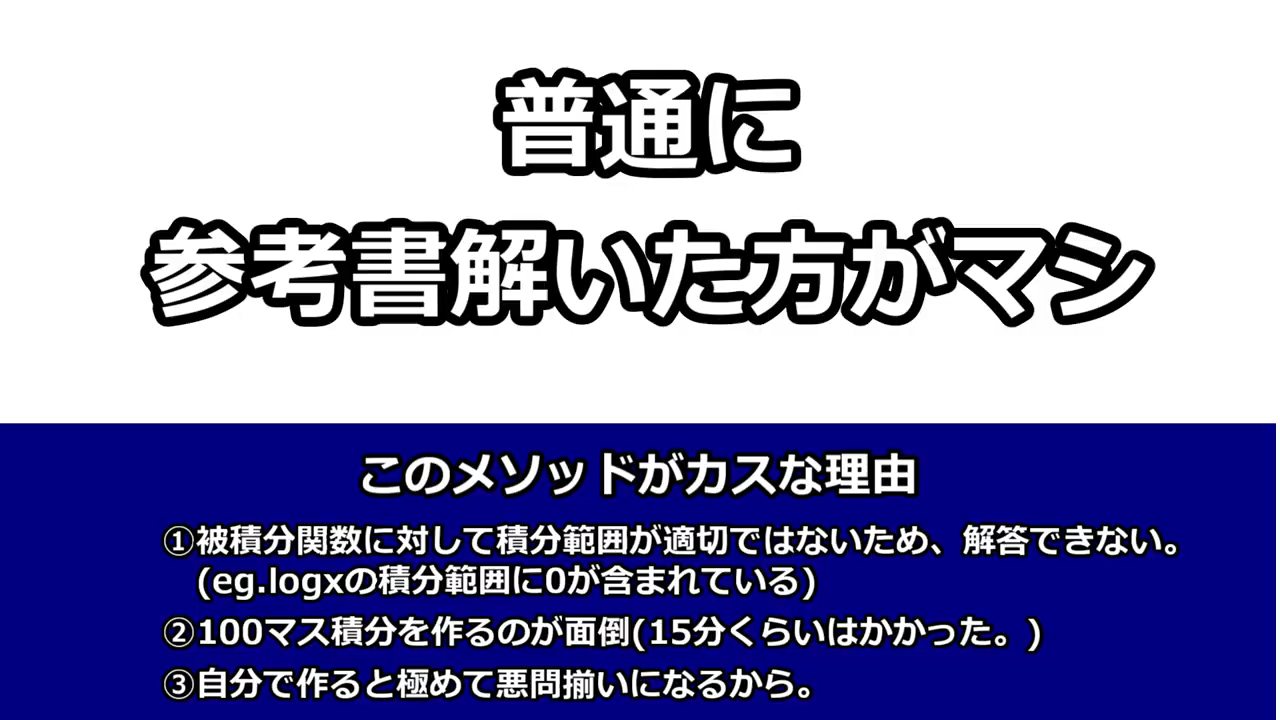 普通に
参考書解いた方がマシ
このメソッドがカスな理由
①被積分関数に対して積分範囲が適切ではないため、解答できない。
(eg.logxの積分範囲に0が含まれている)
②100マス積分を作るのが面倒(15分くらいはかかった。)
③自分で作ると極めて悪問揃いになるから。